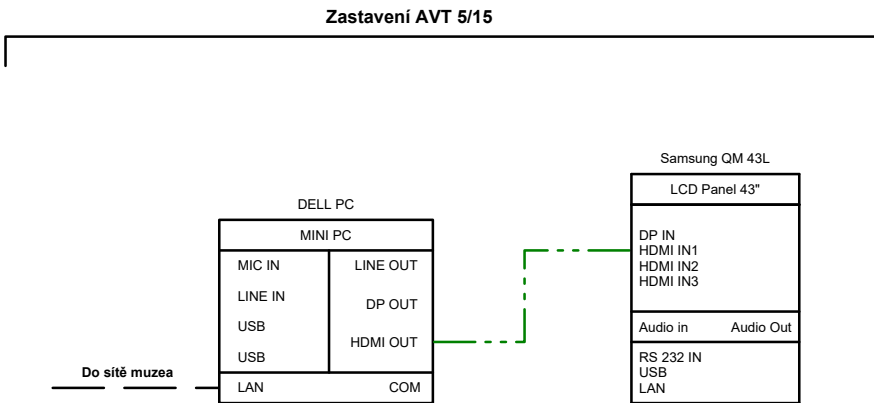 Zastavení AVT 5/15
Samsung QM 43L
LCD Panel 43"
DP IN
HDMI IN1
HDMI IN2
HDMI IN3
Audio in Audio Out
RS 232 IN
USB
LAN
DELL PC
MINI PC
MIC IN LINE OUT
LINE IN DP OUT
USB HDMI OUT
USB
LAN COM
Do sítě muzea